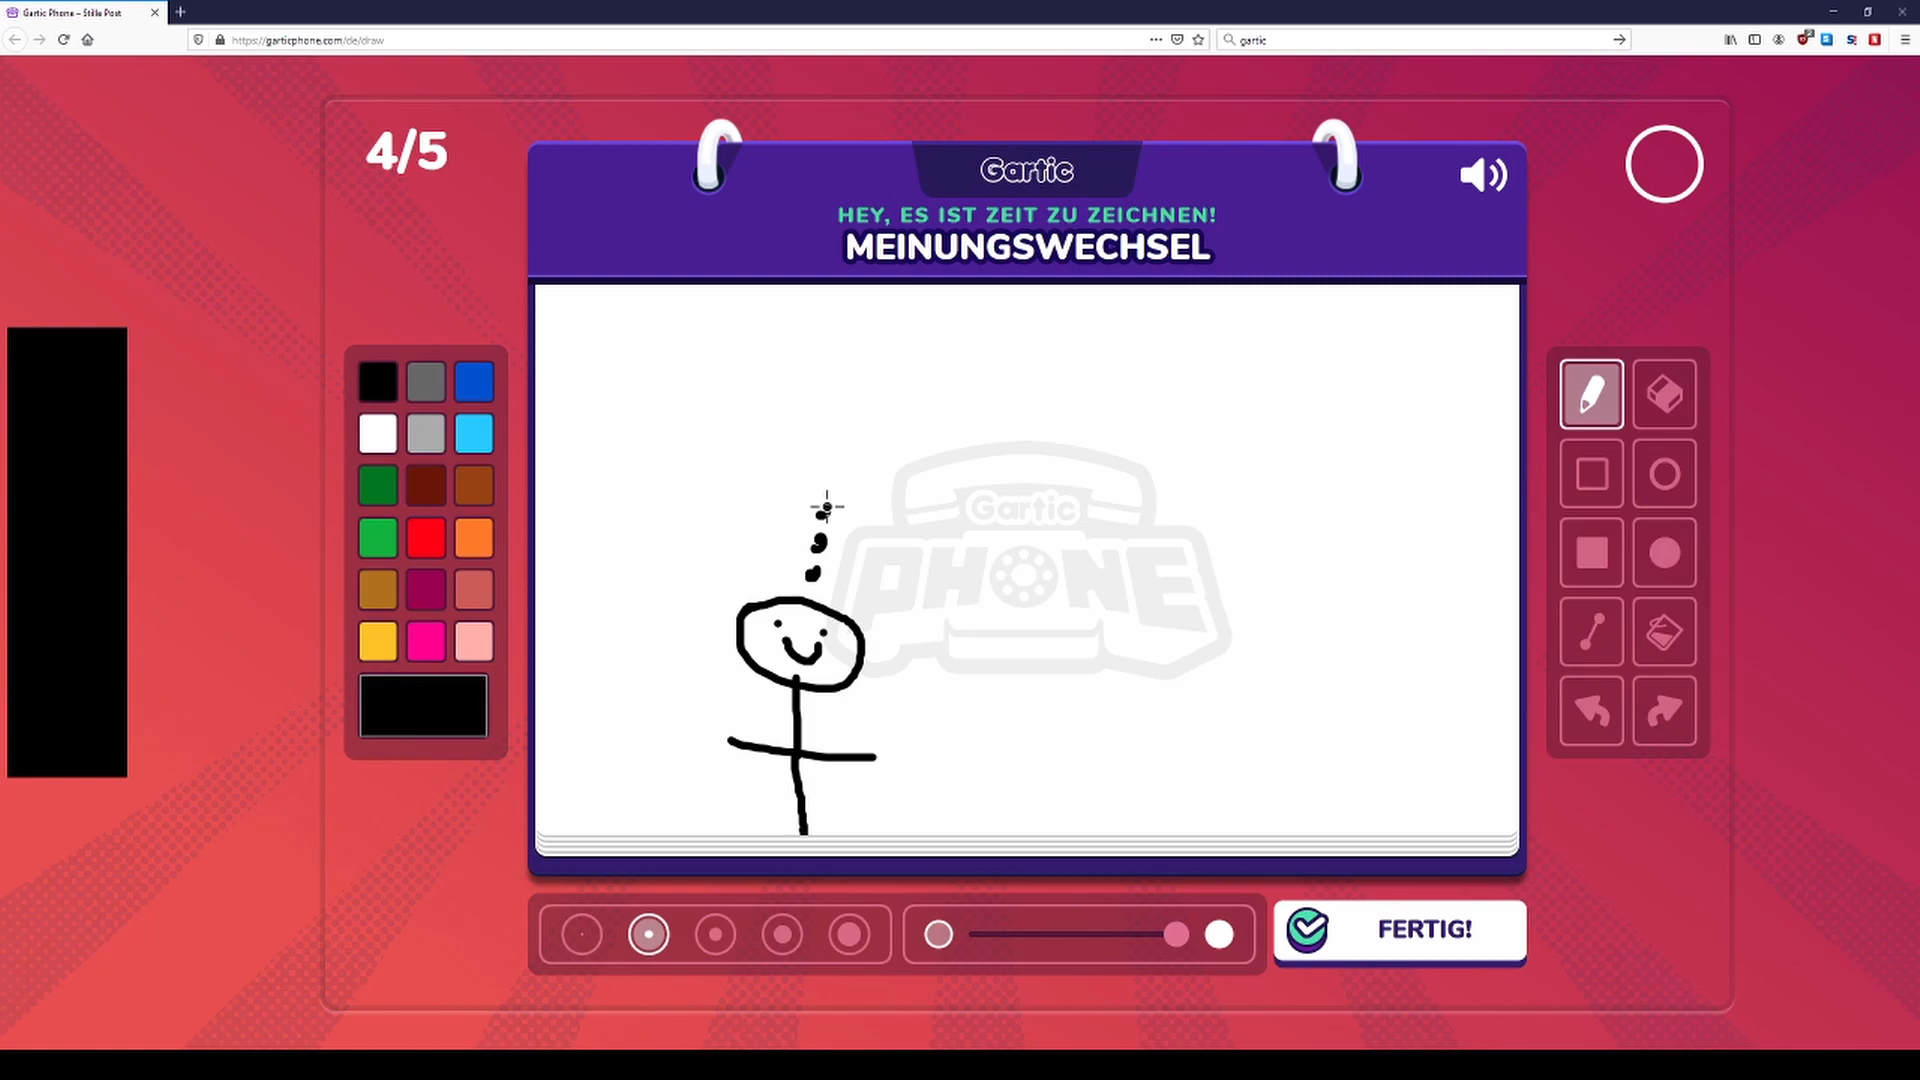 Gartic Phone – Stille Post
https://garticphone.com/de/draw
gartic
4/5
Gartic
HEY, ES IST ZEIT ZU ZEICHNEN!
MEINUNGSWECHSEL
Gartic
PHONE
FERTIG!